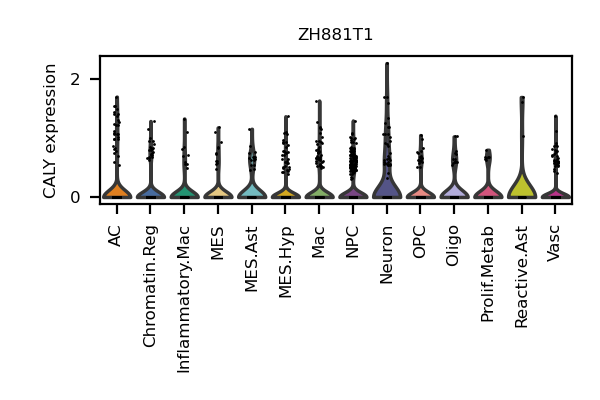 ZH881T1
CALY expression
2
0
AC
Chromatin.Reg
Inflammatory.Mac
MES
MES.Ast
MES.Hyp
Mac
NPC
Neuron
OPC
Oligo
Prolif.Metab
Reactive.Ast
Vasc